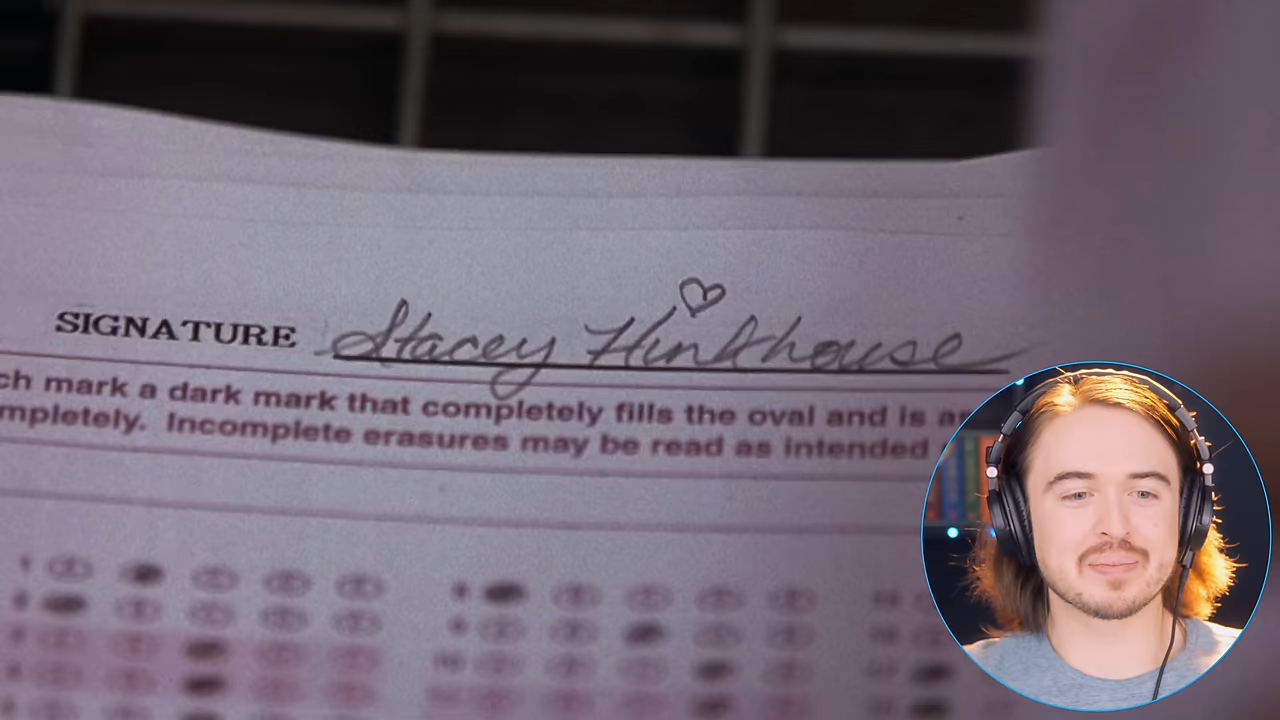 SIGNATURE Stacey Hinkhouse
ch mark a dark mark that completely fills the oval and is
mpletely. Incomplete erasures may be read as intended